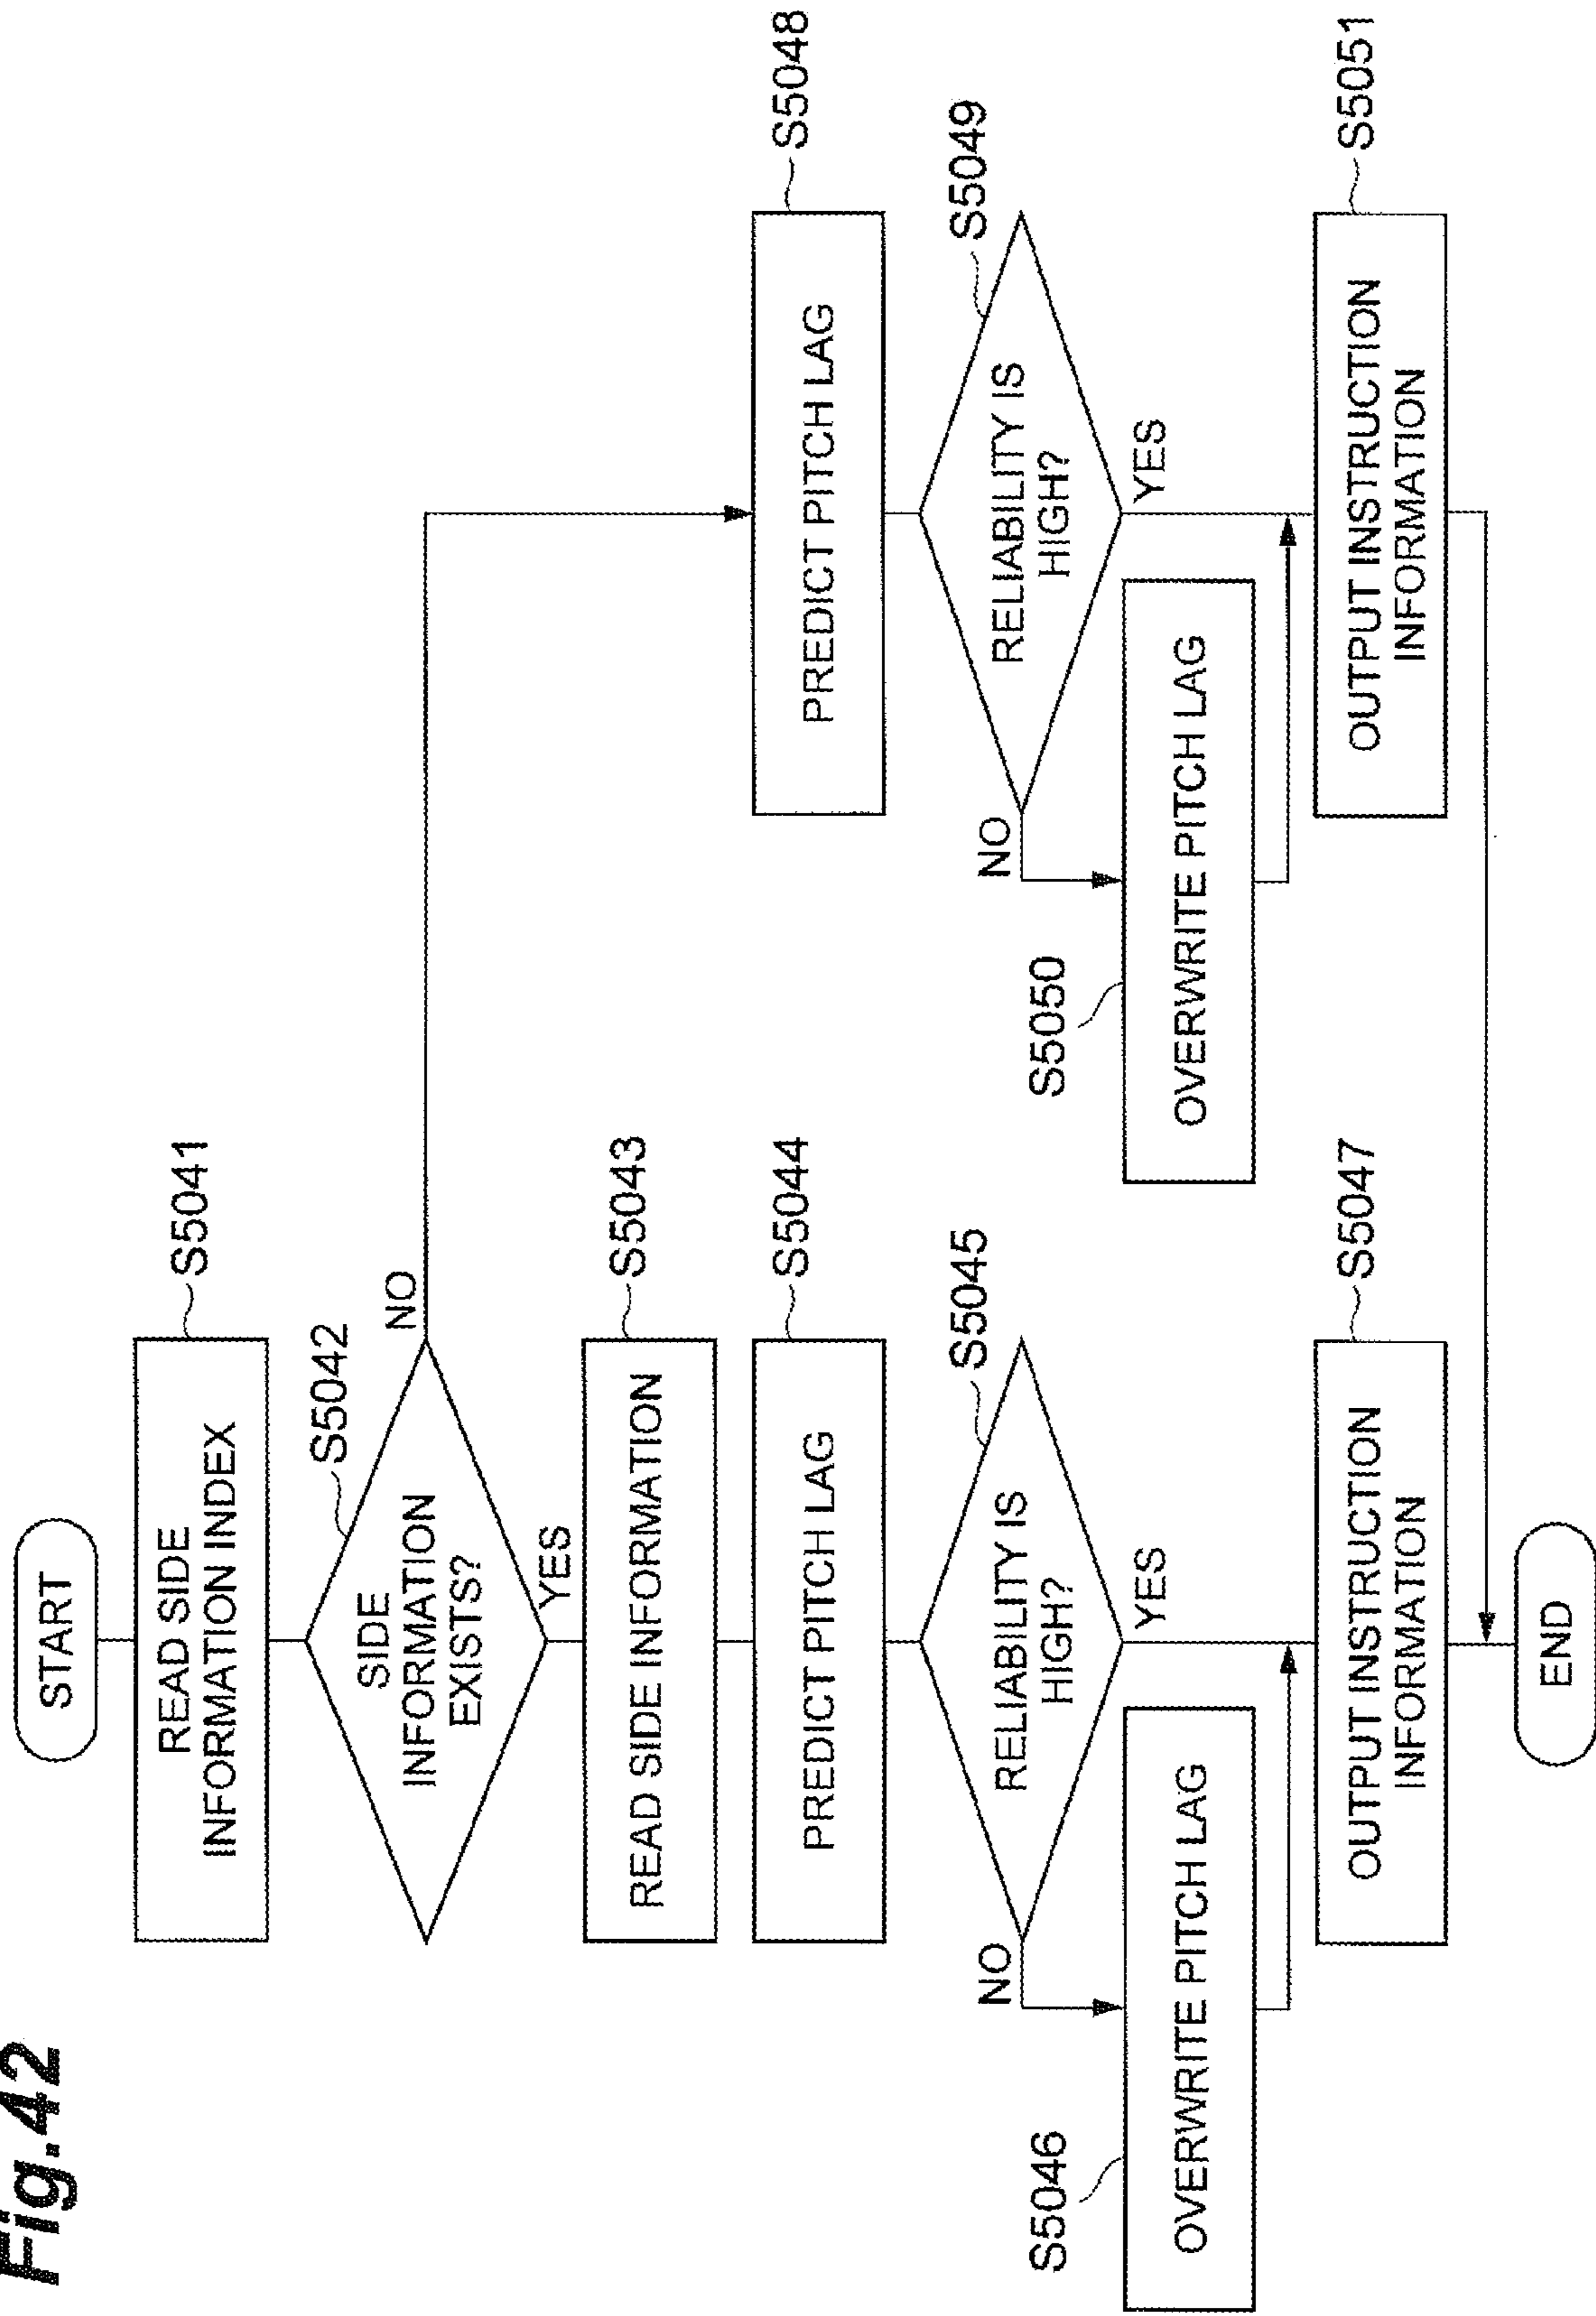 Fig.42
START
READ SIDE
INFORMATION INDEX
S5041
SIDE
INFORMATION
EXISTS?
S5042
NO
YES
READ SIDE INFORMATION
S5043
PREDICT PITCH LAG
S5044
RELIABILITY IS
HIGH?
S5045
NO
YES
S5046
OVERWRITE PITCH LAG
OUTPUT INSTRUCTION
INFORMATION
S5047
PREDICT PITCH LAG
S5048
RELIABILITY IS
HIGH?
S5049
NO
YES
S5050
OVERWRITE PITCH LAG
OUTPUT INSTRUCTION
INFORMATION
S5051
END